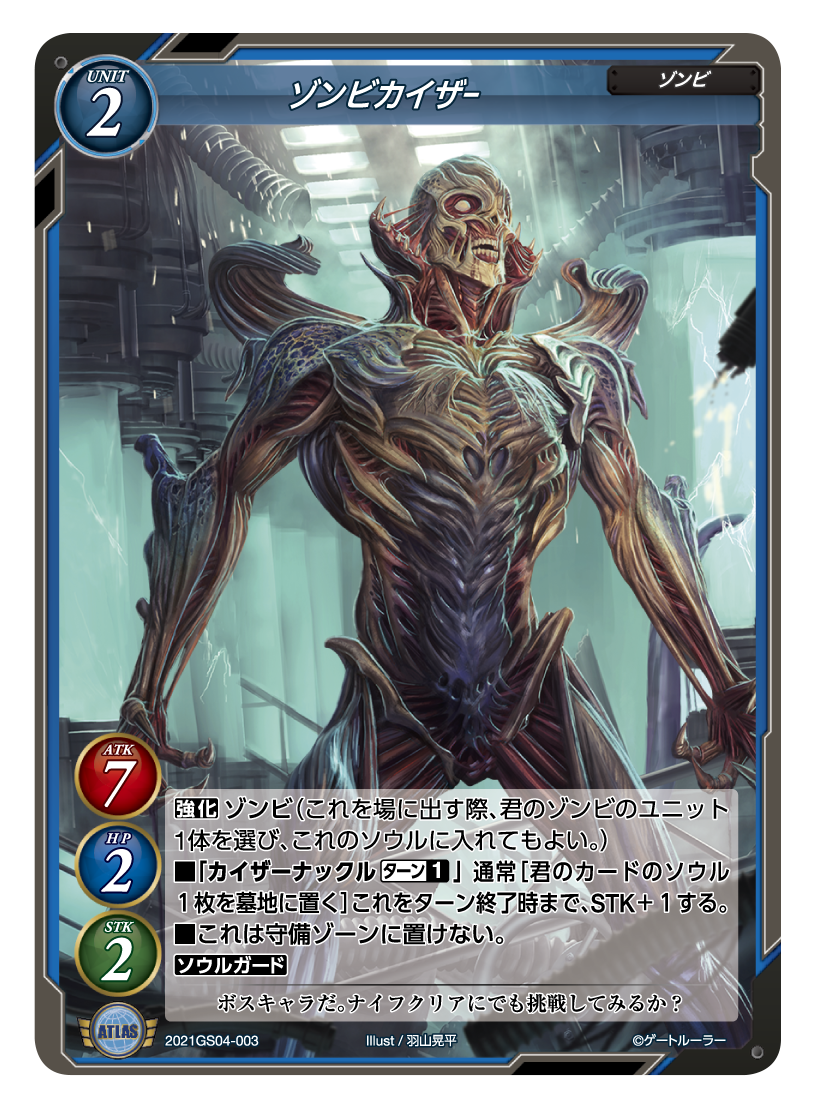 UNIT
2
ゾンビカイザー
ゾンビ
ATK
7
HP
2
STK
2
強化 ゾンビ(これを場に出す際、君のゾンビのユニット
1体を選び、これのソウルに入れてもよい。)
■「カイザーナックル ターン1」 通常[君のカードのソウル
1枚を墓地に置く]これをターン終了時まで、STK+1する。
■これは守備ゾーンに置けない。
ソウルガード
ボスキャラだ。ナイフクリアにでも挑戦してみるか?
ATLAS
2021GS04-003
Illust / 羽山晃平
©ゲートルーラー